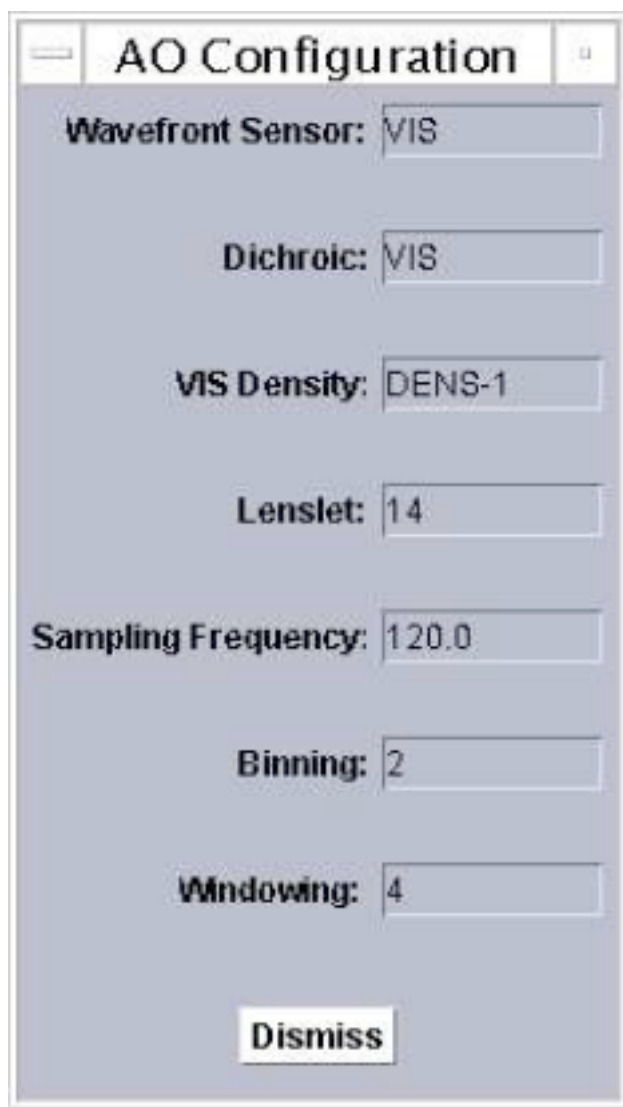 AO Configuration
Wavefront Sensor: VIS
Dichroic: VIS
VIS Density: DENS-1
Lenslet: 14
Sampling Frequency: 120.0
Binning: 2
Windowing: 4
Dismiss